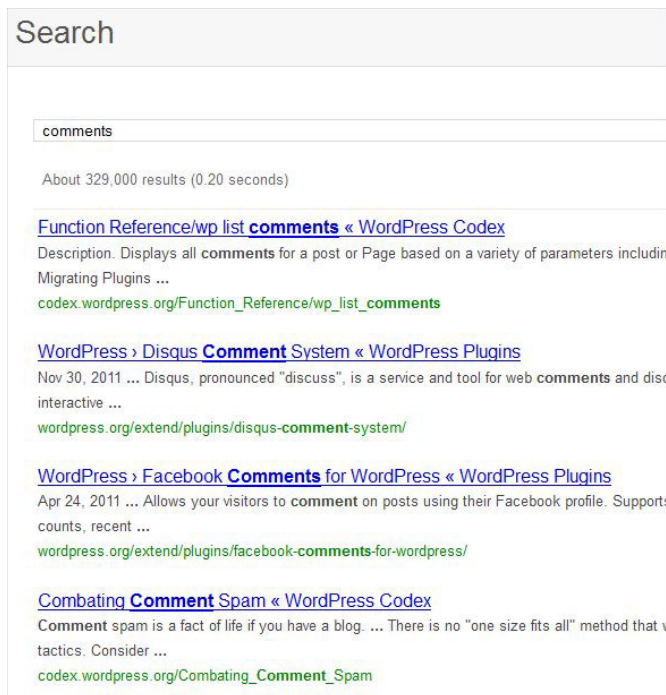 Search
comments
About 329,000 results (0.20 seconds)
Function Reference/wp list comments « WordPress Codex
Description. Displays all comments for a post or Page based on a variety of parameters
Migrating Plugins ...
codex.wordpress.org/Function_Reference/wp_list_comments
WordPress › Disqus Comment System « WordPress Plugins
Nov 30, 2011 ... Disqus, pronounced "discuss", is a service and tool for web comments and
interactive ...
wordpress.org/extend/plugins/disqus-comment-system/
WordPress › Facebook Comments for WordPress « WordPress Plugins
Apr 24, 2011 ... Allows your visitors to comment on posts using their Facebook profile.
counts, recent ...
wordpress.org/extend/plugins/facebook-comments-for-wordpress/
Combating Comment Spam « WordPress Codex
Comment spam is a fact of life if you have a blog. ... There is no "one size fits all" method that
tactics. Consider ...
codex.wordpress.org/Combating_Comment_Spam